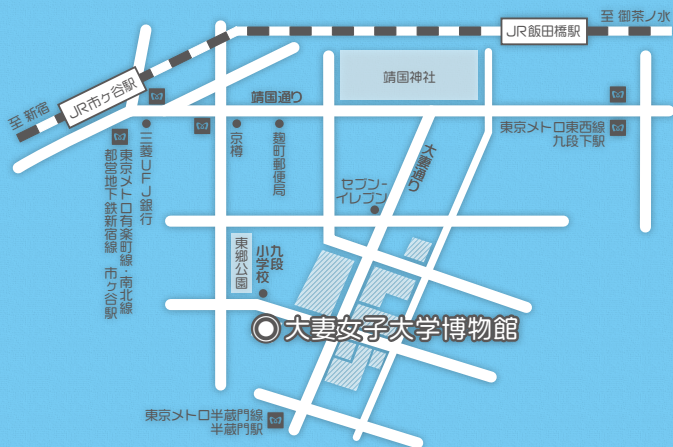 至 御茶ノ水
JR飯田橋駅
靖国神社
JR市ヶ谷駅
至 新宿
靖国通り
東京メトロ東西線
九段下駅
三菱UFJ銀行
京樽
麹町郵便局
大妻通り
東京メトロ有楽町線・南北線
都営地下鉄新宿線 市ヶ谷駅
セブン-
イレブン
東郷公園
九段
小学校
大妻女子大学博物館
東京メトロ半蔵門線
半蔵門駅